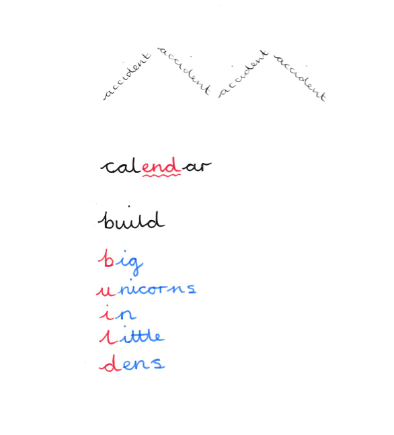 accident accident accident accident
calendar
build
big
unicorns
in
little
dens